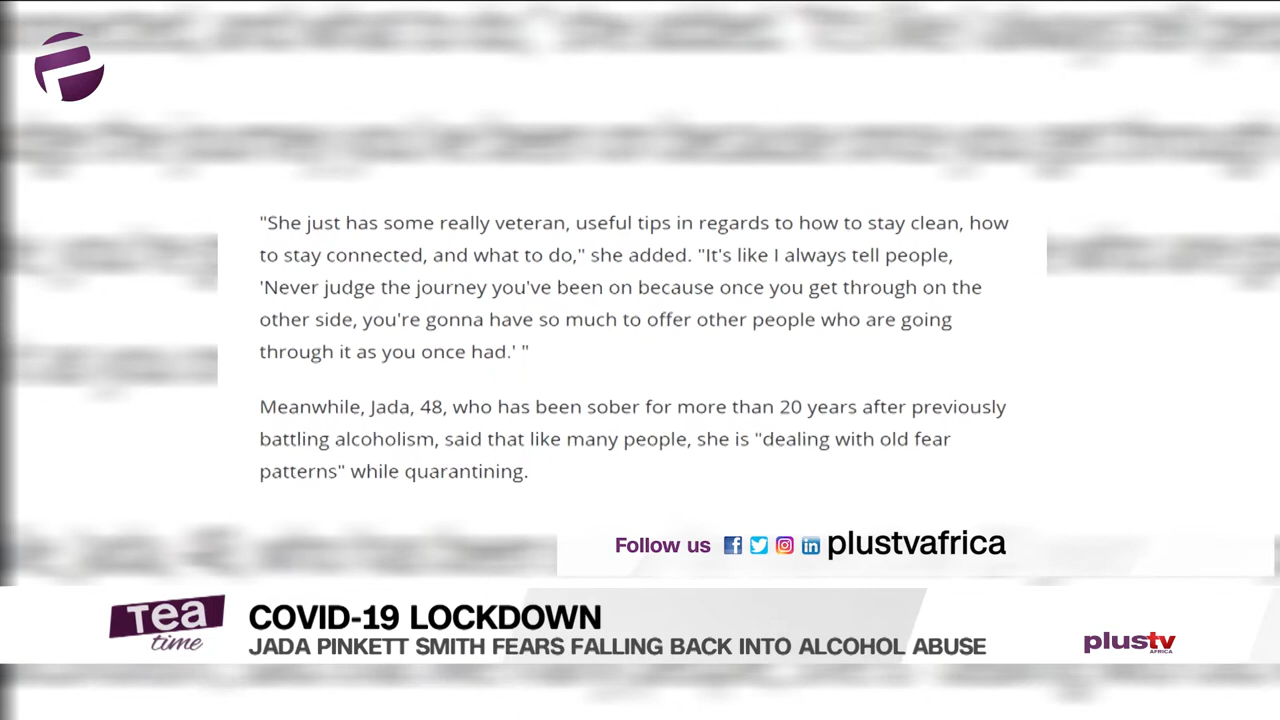 "She just has some really veteran, useful tips in regards to how to stay clean, how
to stay connected, and what to do," she added. "It's like I always tell people,
'Never judge the journey you've been on because once you get through on the
other side, you're gonna have so much to offer other people who are going
through it as you once had.' "
Meanwhile, Jada, 48, who has been sober for more than 20 years after previously
battling alcoholism, said that like many people, she is "dealing with old fear
patterns" while quarantining.
Follow us plustvafrica
Tea
time
COVID-19 LOCKDOWN
JADA PINKETT SMITH FEARS FALLING BACK INTO ALCOHOL ABUSE
plustv
AFRICA